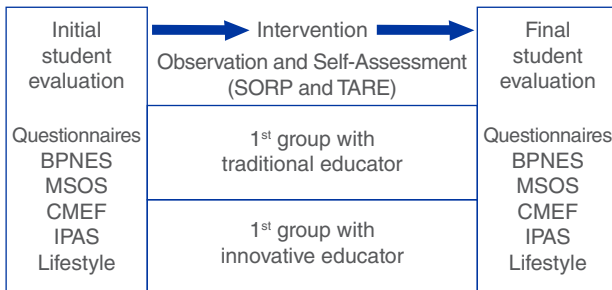 Initial
student
evaluation
Questionnaires
BPNES
MSOS
CMEF
IPAS
Lifestyle
Intervention
Observation and Self-Assessment
(SORP and TARE)
1st group with
traditional educator
1st group with
innovative educator
Final
student
evaluation
Questionnaires
BPNES
MSOS
CMEF
IPAS
Lifestyle